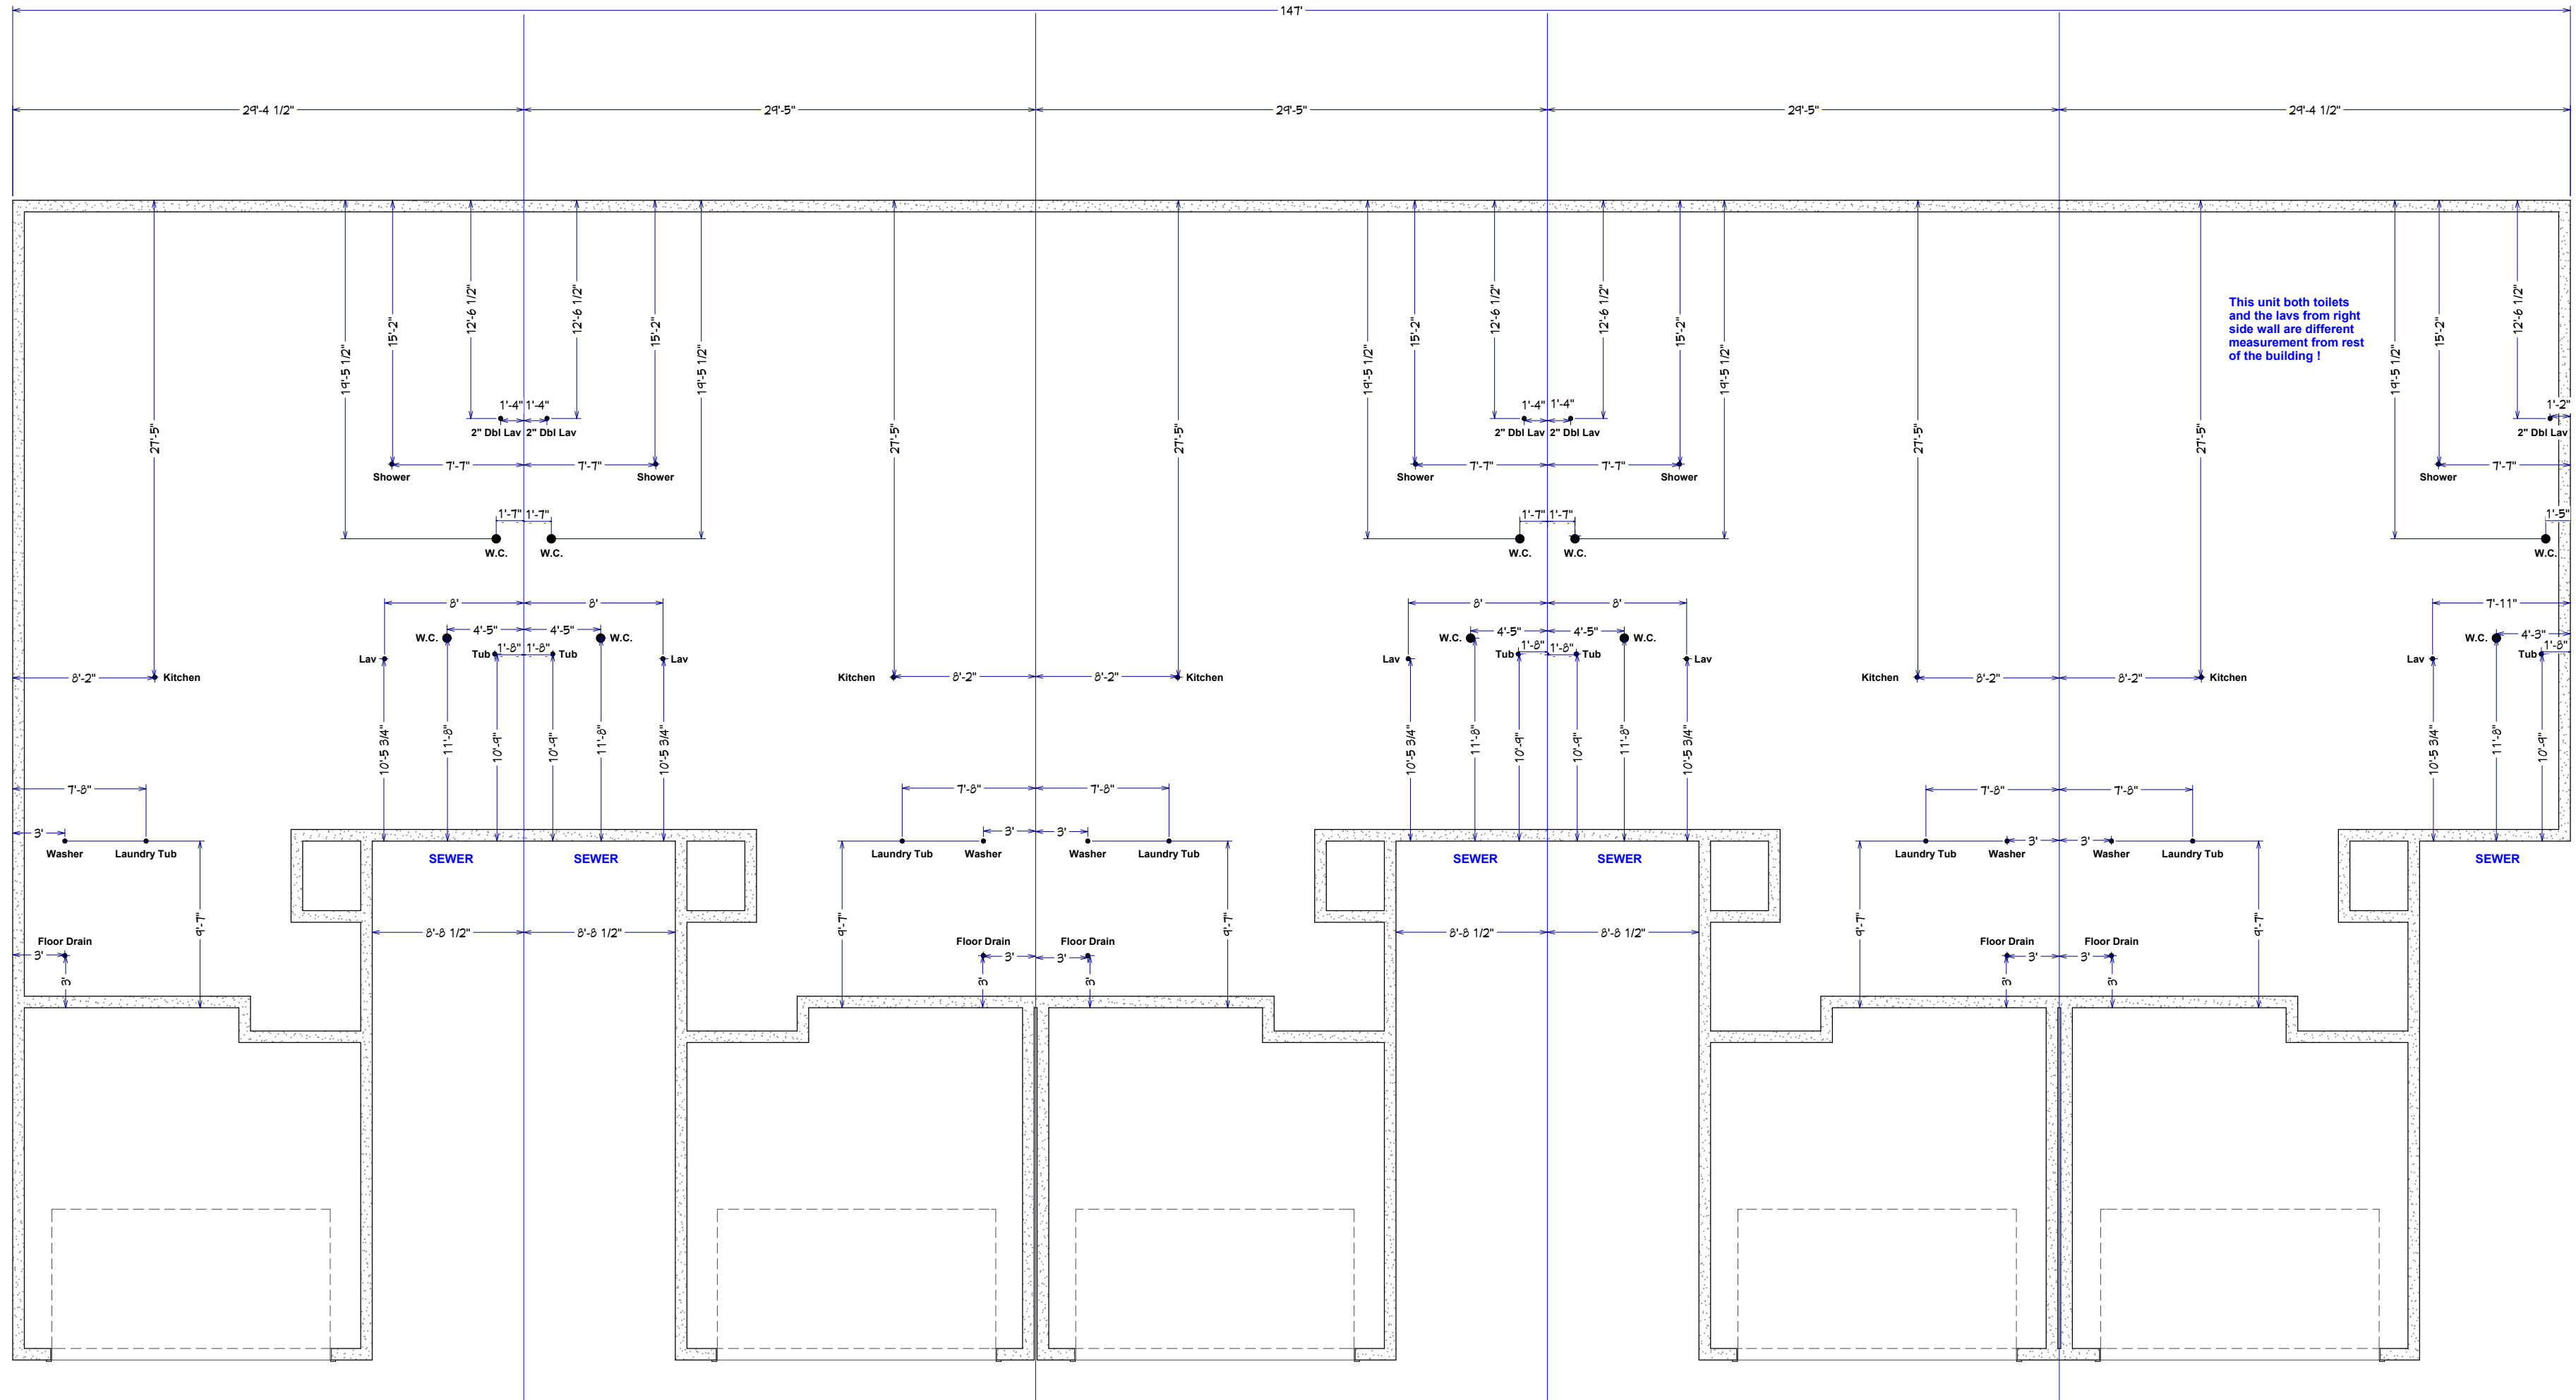 147'
29'-4 1/2"
29'-5"
29'-5"
29'-5"
29'-4 1/2"
27'-5"
19'-5 1/2"
15'-2"
12'-6 1/2"
12'-6 1/2"
15'-2"
19'-5 1/2"
27'-5"
27'-5"
19'-5 1/2"
15'-2"
12'-6 1/2"
12'-6 1/2"
15'-2"
19'-5 1/2"
27'-5"
27'-5"
19'-5 1/2"
15'-2"
12'-6 1/2"
This unit both toilets
and the lavs from right
side wall are different
measurement from rest
of the building !
1'-4" 1'-4"
1'-4" 1'-4"
1'-2"
2" Dbl Lav 2" Dbl Lav
2" Dbl Lav 2" Dbl Lav
2" Dbl Lav
7'-7" 7'-7"
7'-7" 7'-7"
7'-7"
Shower Shower
Shower Shower
Shower
1'-7" 1'-7"
1'-7" 1'-7"
1'-5"
W.C. W.C.
W.C. W.C.
W.C.
8' 8'
8' 8'
7'-11"
W.C. 4'-5" 4'-5" W.C.
W.C. 4'-5" 4'-5" W.C.
W.C. 4'-3"
Lav Tub 1'-8" 1'-8" Tub Lav
Lav Tub 1'-8" 1'-8" Tub Lav
Lav Tub 1'-8"
8'-2" Kitchen
Kitchen 8'-2" 8'-2" Kitchen
Kitchen 8'-2" 8'-2" Kitchen
10'-5 3/4" 11'-8" 10'-9" 10'-9" 11'-8" 10'-5 3/4"
10'-5 3/4" 11'-8" 10'-9" 10'-9" 11'-8" 10'-5 3/4"
10'-5 3/4" 11'-8" 10'-9"
7'-8"
7'-8" 7'-8"
7'-8" 7'-8"
3'
3' 3'
3' 3'
Washer Laundry Tub
Laundry Tub Washer Washer Laundry Tub
Laundry Tub Washer Washer Laundry Tub
SEWER SEWER
SEWER SEWER
SEWER
9'-7"
9'-7"
9'-7"
9'-7"
9'-7"
8'-8 1/2" 8'-8 1/2"
8'-8 1/2" 8'-8 1/2"
Floor Drain
Floor Drain Floor Drain
Floor Drain Floor Drain
3'
3' 3'
3' 3'
3'
3' 3'
3' 3'